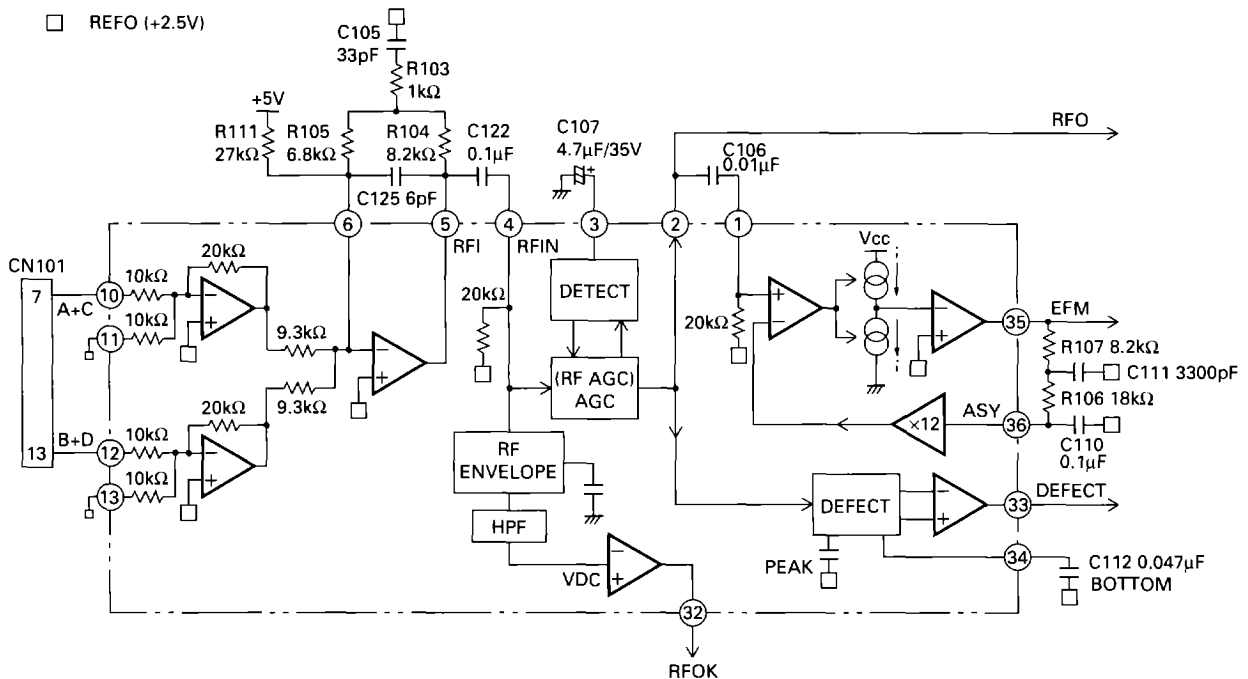 REFO (+2.5V)
C105
33pF
R103
1kΩ
+5V
R111
27kΩ
R105
6.8kΩ
R104
8.2kΩ
C122
0.1μF
C107
4.7μF/35V
C106
0.01μF
RFO
C125 6pF
6
5
4
3
2
1
RFI
RFIN
Vcc
CN101
7
A+C
10
10kΩ
20kΩ
−
+
10kΩ
11
9.3kΩ
9.3kΩ
−
+
20kΩ
DETECT
(RF AGC)
AGC
20kΩ
+
−
−
+
35
EFM
R107 8.2kΩ
C111 3300pF
R106 18kΩ
ASY
×12
36
C110
0.1μF
13
B+D
12
10kΩ
20kΩ
−
+
10kΩ
13
RF
ENVELOPE
HPF
VDC
−
+
32
RFOK
DEFECT
−
+
33
DEFECT
PEAK
34
C112 0.047μF
BOTTOM